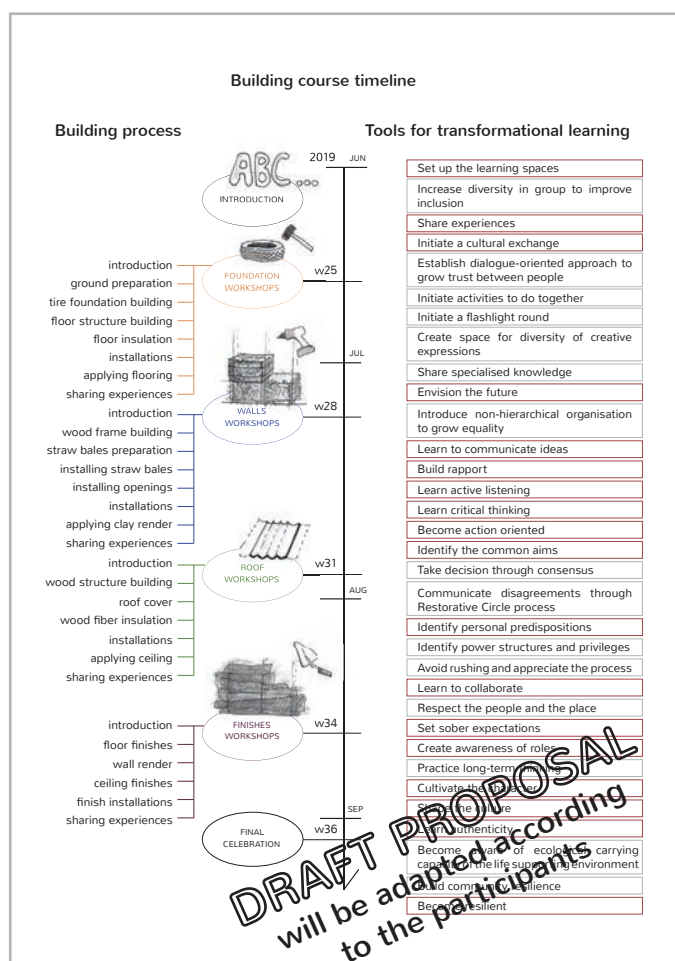 Building course timeline
Building process
Tools for transformational learning
2019 JUN
ABC...
INTRODUCTION
introduction
ground preparation
tire foundation building
floor structure building
floor insulation
installations
applying flooring
sharing experiences
FOUNDATION
WORKSHOPS
w25
JUL
introduction
wood frame building
straw bales preparation
installing straw bales
installing openings
installations
applying clay render
sharing experiences
WALLS
WORKSHOPS
w28
introduction
wood structure building
roof cover
wood fiber insulation
installations
applying ceiling
sharing experiences
ROOF
WORKSHOPS
w31
AUG
introduction
floor finishes
wall render
ceiling finishes
finish installations
sharing experiences
FINISHES
WORKSHOPS
w34
SEP
FINAL
CELEBRATION
w36
Set up the learning spaces
Increase diversity in group to improve
inclusion
Share experiences
Initiate a cultural exchange
Establish dialogue-oriented approach to
grow trust between people
Initiate activities to do together
Initiate a flashlight round
Create space for diversity of creative
expressions
Share specialised knowledge
Envision the future
Introduce non-hierarchical organisation
to grow equality
Learn to communicate ideas
Build rapport
Learn active listening
Learn critical thinking
Become action oriented
Identify the common aims
Take decision through consensus
Communicate disagreements through
Restorative Circle process
Identify personal predispositions
Identify power structures and privileges
Avoid rushing and appreciate the process
Learn to collaborate
Respect the people and the place
Set sober expectations
Create awareness of roles
Practice long-term thinking
Cultivate the character
Shape the culture
Learn authenticity
Become aware of ecological carrying
capacity of the life supporting environment
Build community resilience
Become resilient
DRAFT PROPOSAL
will be adapted according
to the participants